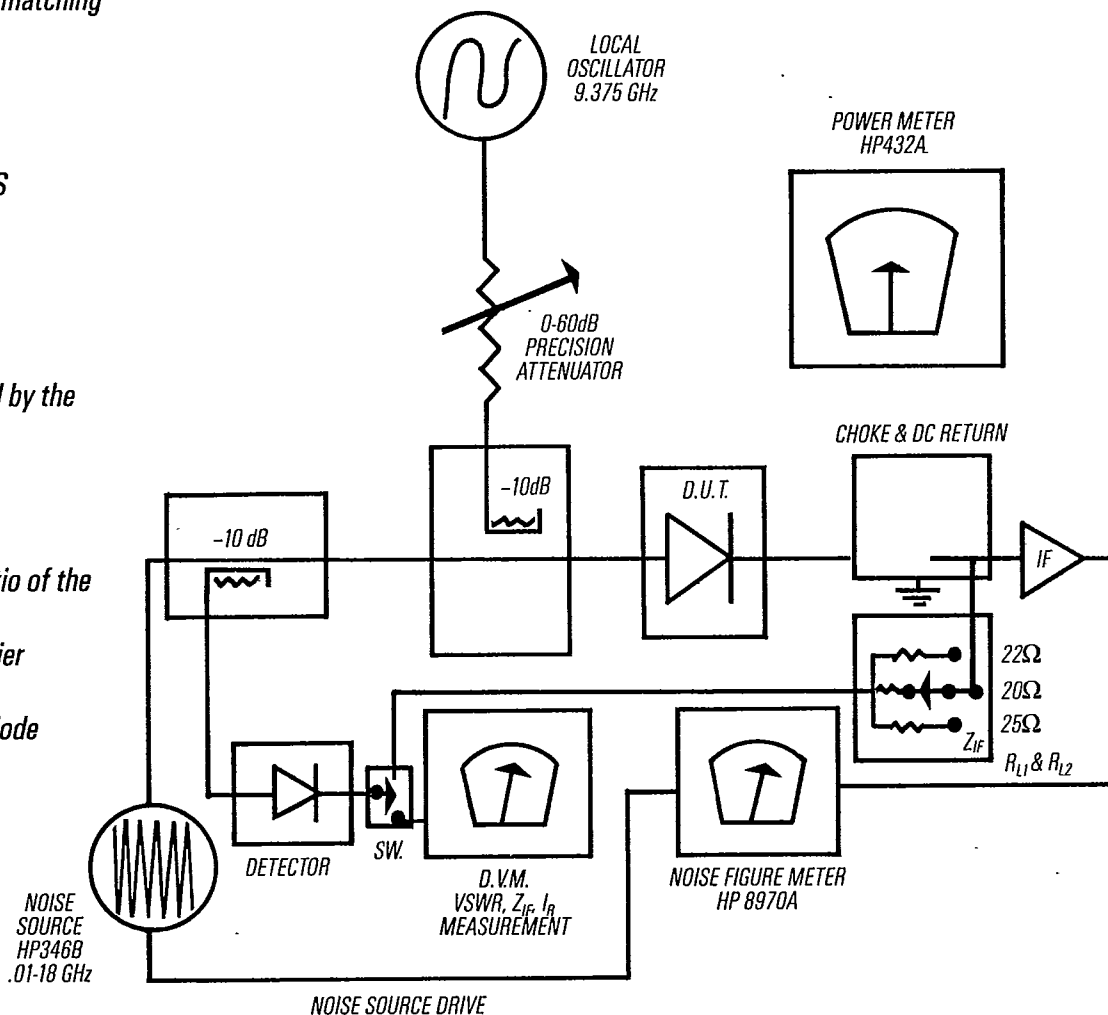 matching
LOCAL
OSCILLATOR
9.375 GHz
POWER METER
HP432A
S
0-60dB
PRECISION
ATTENUATOR
d by the
CHOKE & DC RETURN
-10dB
D.U.T.
-10 dB
IF
tio of the
ier
22Ω
20Ω
25Ω
iode
Z_IF
R_L1 & R_L2
DETECTOR
SW.
D.V.M.
VSWR, Z_IF, I_R
MEASUREMENT
NOISE FIGURE METER
HP 8970A
NOISE
SOURCE
HP346B
.01-18 GHz
NOISE SOURCE DRIVE